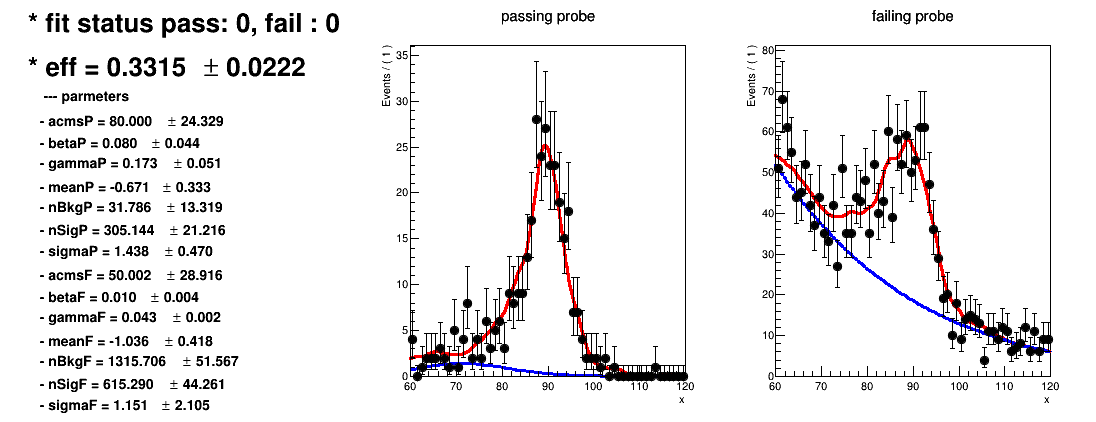 * fit status pass: 0, fail : 0
* eff = 0.3315 ± 0.0222
--- parmeters
- acmsP = 80.000 ± 24.329
- betaP = 0.080 ± 0.044
- gammaP = 0.173 ± 0.051
- meanP = -0.671 ± 0.333
- nBkgP = 31.786 ± 13.319
- nSigP = 305.144 ± 21.216
- sigmaP = 1.438 ± 0.470
- acmsF = 50.002 ± 28.916
- betaF = 0.010 ± 0.004
- gammaF = 0.043 ± 0.002
- meanF = -1.036 ± 0.418
- nBkgF = 1315.706 ± 51.567
- nSigF = 615.290 ± 44.261
- sigmaF = 1.151 ± 2.105
passing probe
Events / ( 1 )
35
30
25
20
15
10
5
0
60 70 80 90 100 110 120
x
failing probe
Events / ( 1 )
80
70
60
50
40
30
20
10
0
60 70 80 90 100 110 120
x